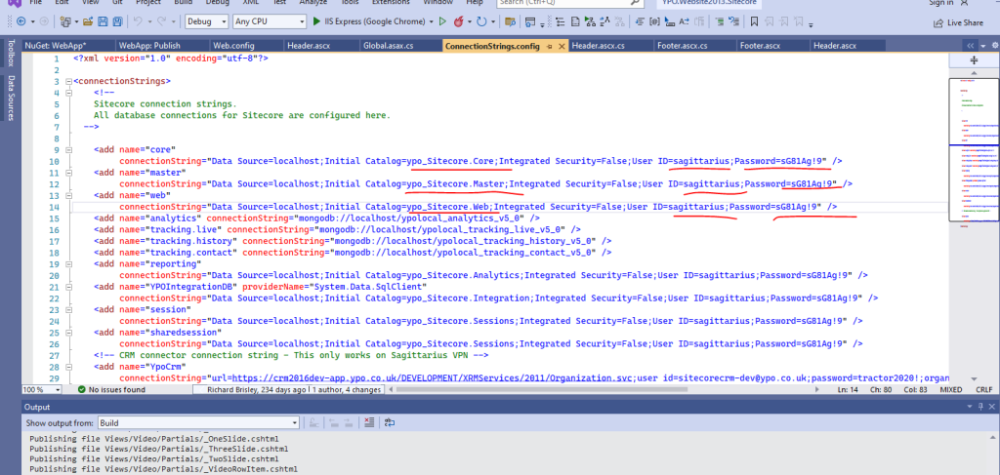 File Edit View Git Project Build Debug XML Test Analyze Tools Extensions Window Help Search (Ctrl+Q) YPO.Website2013.Sitecore Sign in
Debug Any CPU IIS Express (Google Chrome) Live Share
NuGet: WebApp* WebApp: Publish Web.config Header.ascx Global.asax.cs ConnectionStrings.config Header.ascx.cs Footer.ascx.cs Footer.ascx Header.ascx
Toolbox
Data Sources
1 <?xml version="1.0" encoding="utf-8"?>
2
3 <connectionStrings>
4 <!--
5 Sitecore connection strings.
6 All database connections for Sitecore are configured here.
7 -->
8
9 <add name="core"
10 connectionString="Data Source=localhost;Initial Catalog=ypo_Sitecore.Core;Integrated Security=False;User ID=sagittarius;Password=sG81Ag!9" />
11 <add name="master"
12 connectionString="Data Source=localhost;Initial Catalog=ypo_Sitecore.Master;Integrated Security=False;User ID=sagittarius;Password=sG81Ag!9" />
13 <add name="web"
14 connectionString="Data Source=localhost;Initial Catalog=ypo_Sitecore.Web;Integrated Security=False;User ID=sagittarius;Password=sG81Ag!9" />
15 <add name="analytics" connectionString="mongodb://localhost/ypolocal_analytics_v5_0" />
16 <add name="tracking.live" connectionString="mongodb://localhost/ypolocal_tracking_live_v5_0" />
17 <add name="tracking.history" connectionString="mongodb://localhost/ypolocal_tracking_history_v5_0" />
18 <add name="tracking.contact" connectionString="mongodb://localhost/ypolocal_tracking_contact_v5_0" />
19 <add name="reporting"
20 connectionString="Data Source=localhost;Initial Catalog=ypo_Sitecore.Analytics;Integrated Security=False;User ID=sagittarius;Password=sG81Ag!9" />
21 <add name="YPOIntegrationDB" providerName="System.Data.SqlClient"
22 connectionString="Data Source=localhost;Initial Catalog=ypo_Sitecore.Integration;Integrated Security=False;User ID=sagittarius;Password=sG81Ag!9" />
23 <add name="session"
24 connectionString="Data Source=localhost;Initial Catalog=ypo_Sitecore.Sessions;Integrated Security=False;User ID=sagittarius;Password=sG81Ag!9" />
25 <add name="sharedsession"
26 connectionString="Data Source=localhost;Initial Catalog=ypo_Sitecore.Sessions;Integrated Security=False;User ID=sagittarius;Password=sG81Ag!9" />
27 <!-- CRM connector connection string - This only works on Sagittarius VPN -->
28 <add name="YpoCrm"
29 connectionString="url=https://crm2016dev-app.ypo.co.uk/DEVELOPMENT/XRMServices/2011/Organization.svc;user id=sitecorecrm-dev@ypo.co.uk;password=tractor2020!;organ
100 % No issues found Richard Brisley, 234 days ago | 1 author, 4 changes Ln: 14 Ch: 80 Col: 83 MIXED CRLF
Output
Show output from: Build
Publishing file Views/Video/Partials/_OneSlide.cshtml
Publishing file Views/Video/Partials/_ThreeSlide.cshtml
Publishing file Views/Video/Partials/_TwoSlide.cshtml
Publishing file Views/Video/Partials/_VideoRowItem.cshtml